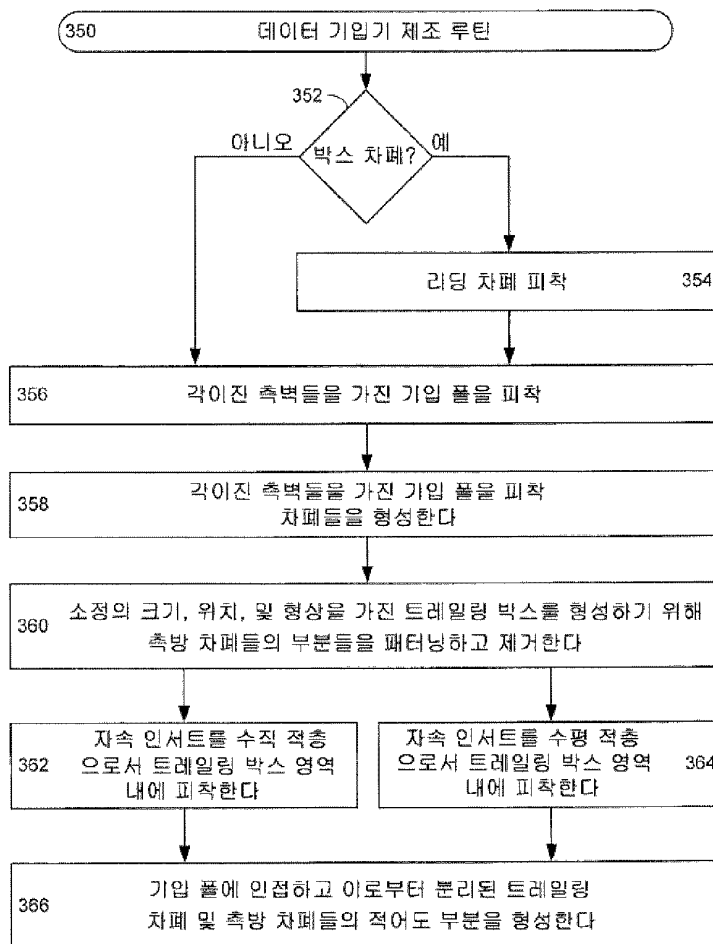 350 데이터 기입기 제조 루틴
352
아니오
박스 차폐?
예
리딩 차폐 피착 354
356 각이진 측벽들을 가진 기입 폴을 피착
358 각이진 측벽들을 가진 기입 폴을 피착
차폐들을 형성한다
360 소정의 크기, 위치, 및 형상을 가진 트레일링 박스를 형성하기 위해
측방 차폐들의 부분들을 패터닝하고 제거한다
362 자속 인서트를 수직 적층
으로서 트레일링 박스 영역
내에 피착한다
자속 인서트를 수평 적층
으로서 트레일링 박스 영역 364
내에 피착한다
366 기입 폴에 인접하고 이로부터 분리된 트레일링
차폐 및 측방 차폐들의 적어도 부분을 형성한다